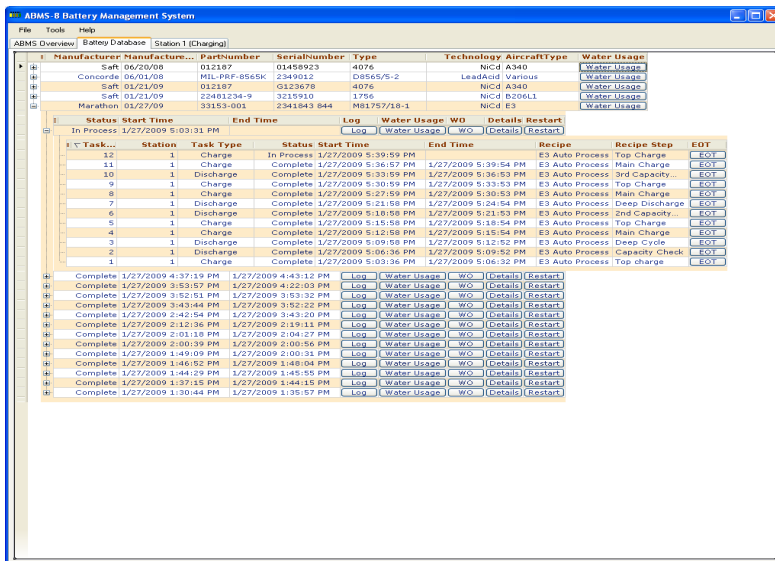 ABMS-8 Battery Management System
File Tools Help
ABMS Overview Battery Database Station 1 (Charging)
Manufacturer Manufacture... PartNumber SerialNumber Type Technology AircraftType Water Usage
Saft 06/20/08 012187 01458923 4076 NiCd A340 Water Usage
Concorde 06/01/08 MIL-PRF-8565K 2349012 D8565/5-2 LeadAcid Various Water Usage
Saft 01/21/09 012187 G123678 4076 NiCd A340 Water Usage
Saft 01/21/09 22481234-9 3215910 1756 NiCd B206L1 Water Usage
Marathon 01/27/09 33153-001 2341843 844 M81757/18-1 NiCd E3 Water Usage
Status Start Time End Time Log Water Usage WO Details Restart
In Process 1/27/2009 5:03:31 PM Log Water Usage WO Details Restart
Task... Station Task Type Status Start Time End Time Recipe Recipe Step EOT
12 1 Charge In Process 1/27/2009 5:39:59 PM E3 Auto Process Top Charge EOT
11 1 Charge Complete 1/27/2009 5:36:57 PM 1/27/2009 5:39:54 PM E3 Auto Process Main Charge EOT
10 1 Discharge Complete 1/27/2009 5:33:59 PM 1/27/2009 5:36:53 PM E3 Auto Process 3rd Capacity... EOT
9 1 Charge Complete 1/27/2009 5:30:59 PM 1/27/2009 5:33:53 PM E3 Auto Process Top Charge EOT
8 1 Charge Complete 1/27/2009 5:27:59 PM 1/27/2009 5:30:53 PM E3 Auto Process Main Charge EOT
7 1 Discharge Complete 1/27/2009 5:21:58 PM 1/27/2009 5:24:54 PM E3 Auto Process Deep Discharge EOT
6 1 Discharge Complete 1/27/2009 5:18:58 PM 1/27/2009 5:21:53 PM E3 Auto Process 2nd Capacity... EOT
5 1 Charge Complete 1/27/2009 5:15:58 PM 1/27/2009 5:18:54 PM E3 Auto Process Top Charge EOT
4 1 Charge Complete 1/27/2009 5:12:58 PM 1/27/2009 5:15:54 PM E3 Auto Process Main Charge EOT
3 1 Discharge Complete 1/27/2009 5:09:58 PM 1/27/2009 5:12:52 PM E3 Auto Process Deep Cycle EOT
2 1 Discharge Complete 1/27/2009 5:06:36 PM 1/27/2009 5:09:52 PM E3 Auto Process Capacity Check EOT
1 1 Charge Complete 1/27/2009 5:03:36 PM 1/27/2009 5:06:32 PM E3 Auto Process Top charge EOT
Complete 1/27/2009 4:37:19 PM 1/27/2009 4:43:12 PM Log Water Usage WO Details Restart
Complete 1/27/2009 3:53:57 PM 1/27/2009 4:22:03 PM Log Water Usage WO Details Restart
Complete 1/27/2009 3:52:51 PM 1/27/2009 3:53:32 PM Log Water Usage WO Details Restart
Complete 1/27/2009 3:43:44 PM 1/27/2009 3:52:22 PM Log Water Usage WO Details Restart
Complete 1/27/2009 2:42:54 PM 1/27/2009 3:43:20 PM Log Water Usage WO Details Restart
Complete 1/27/2009 2:12:36 PM 1/27/2009 2:19:11 PM Log Water Usage WO Details Restart
Complete 1/27/2009 2:01:18 PM 1/27/2009 2:04:27 PM Log Water Usage WO Details Restart
Complete 1/27/2009 2:00:39 PM 1/27/2009 2:00:56 PM Log Water Usage WO Details Restart
Complete 1/27/2009 1:49:09 PM 1/27/2009 2:00:31 PM Log Water Usage WO Details Restart
Complete 1/27/2009 1:46:52 PM 1/27/2009 1:48:04 PM Log Water Usage WO Details Restart
Complete 1/27/2009 1:44:29 PM 1/27/2009 1:45:55 PM Log Water Usage WO Details Restart
Complete 1/27/2009 1:37:15 PM 1/27/2009 1:44:15 PM Log Water Usage WO Details Restart
Complete 1/27/2009 1:30:44 PM 1/27/2009 1:35:57 PM Log Water Usage WO Details Restart